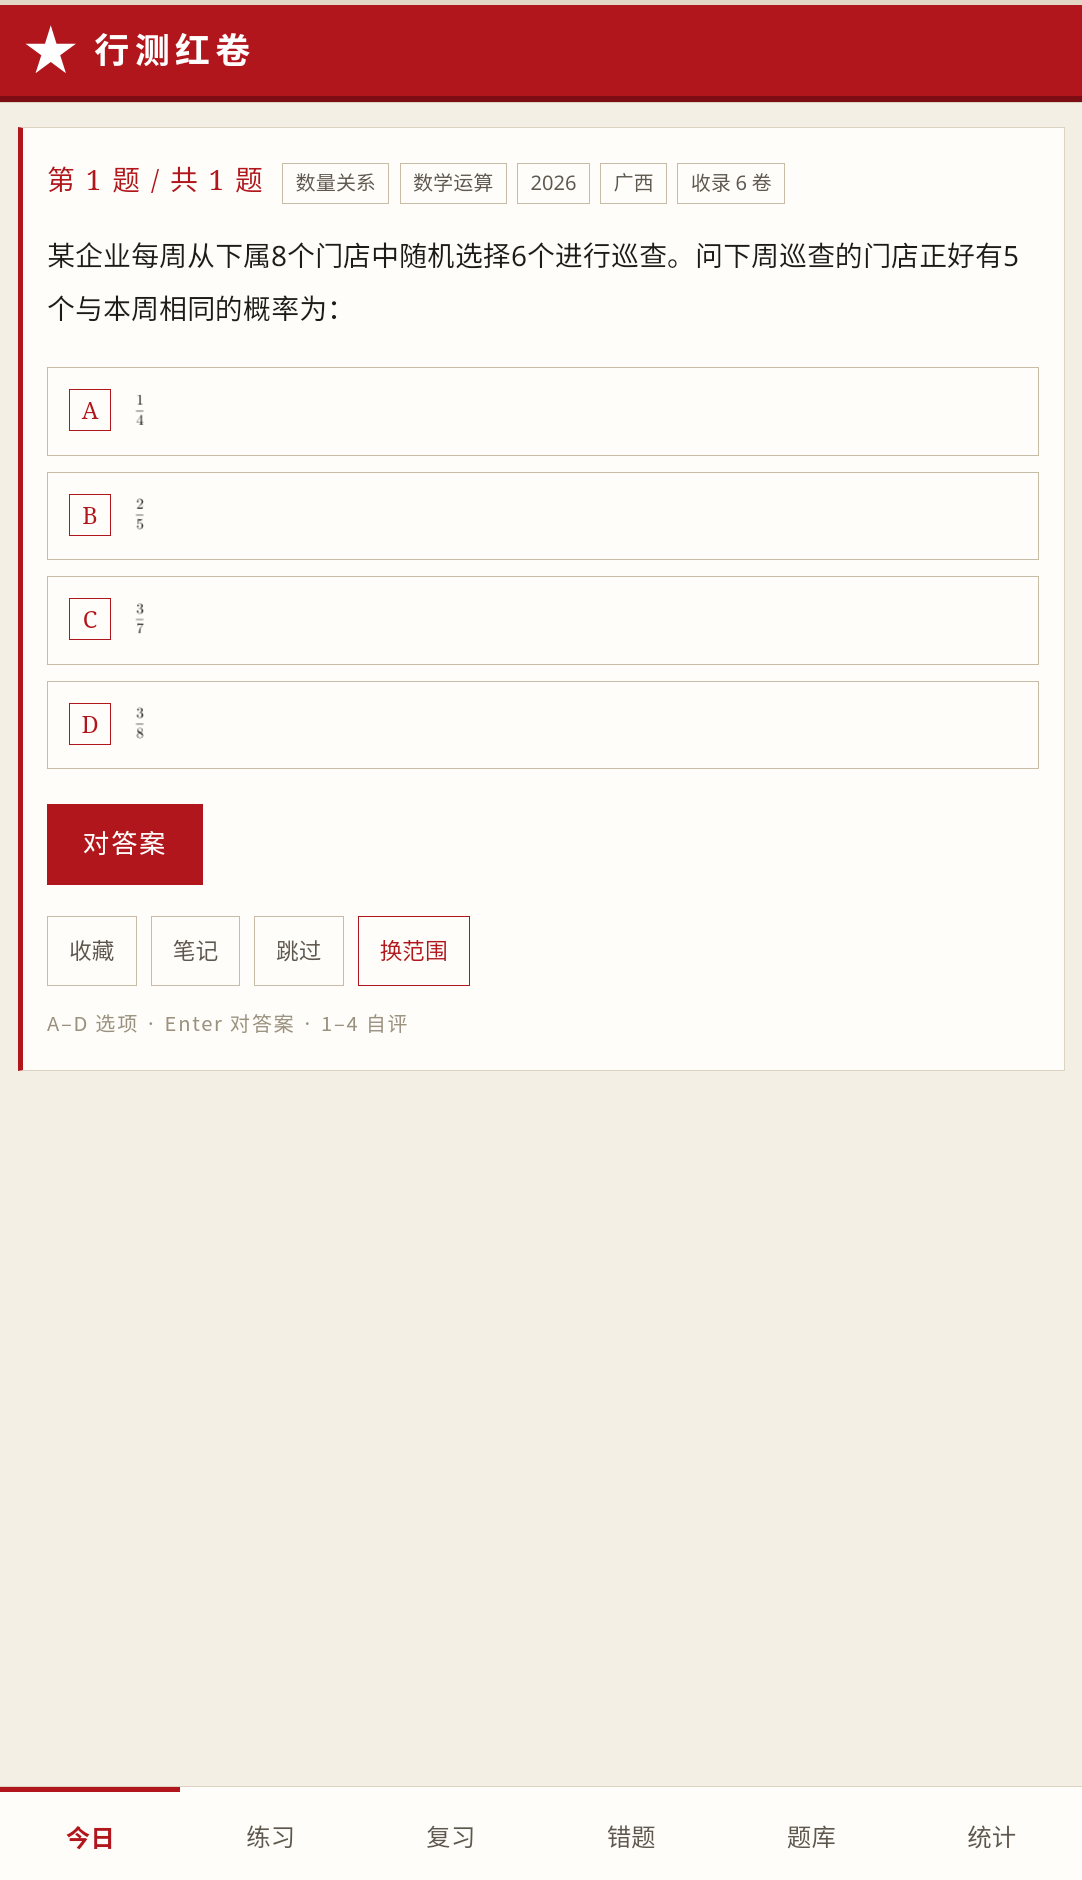 行测红卷
第 1 题 / 共 1 题 数量关系 数学运算 2026 广西 收录 6 卷
某企业每周从下属8个门店中随机选择6个进行巡查。问下周巡查的门店正好有5
个与本周相同的概率为：
A 1/4
B 2/5
C 3/7
D 3/8
对答案
收藏 笔记 跳过 换范围
A–D 选项 · Enter 对答案 · 1–4 自评
今日 练习 复习 错题 题库 统计